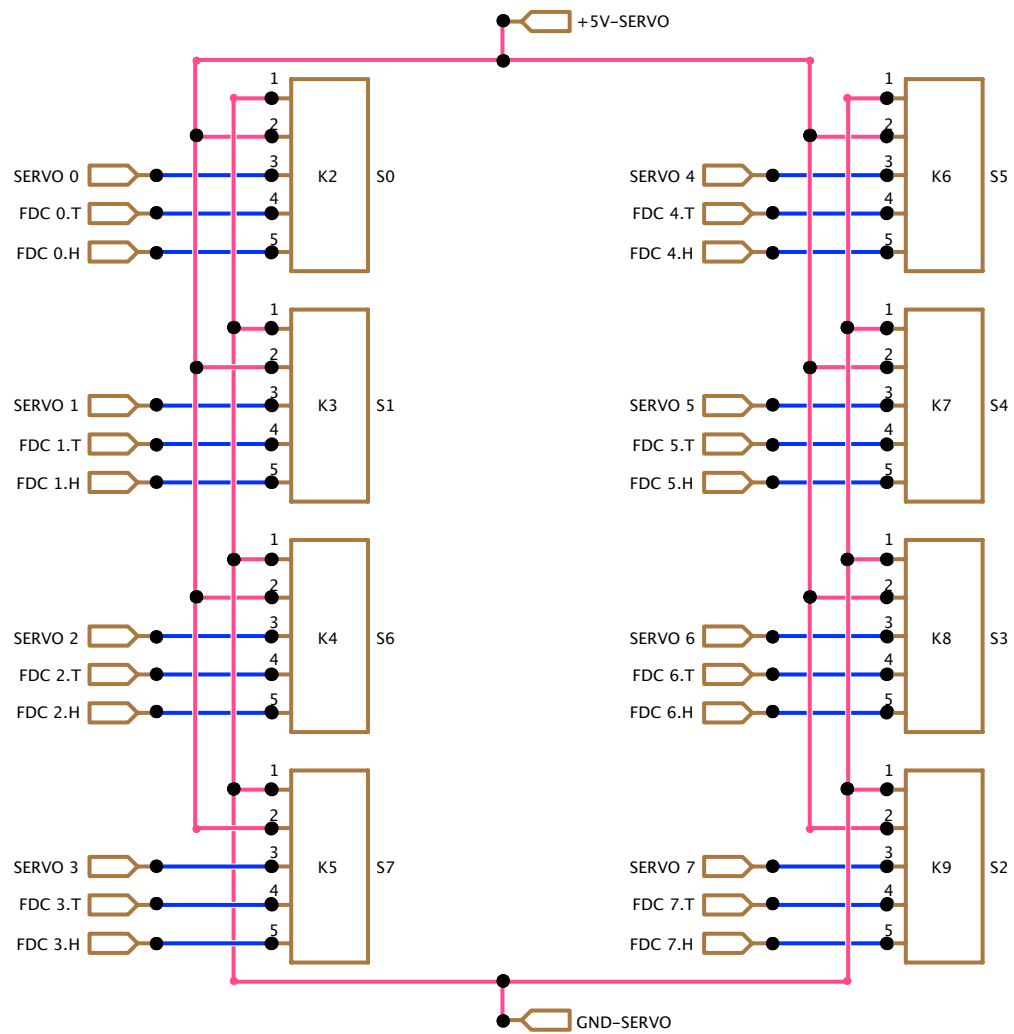 +5V-SERVO
1
2
3
4
5
SERVO 0
FDC 0.T
FDC 0.H
K2
S0
1
2
3
4
5
SERVO 1
FDC 1.T
FDC 1.H
K3
S1
1
2
3
4
5
SERVO 2
FDC 2.T
FDC 2.H
K4
S6
1
2
3
4
5
SERVO 3
FDC 3.T
FDC 3.H
K5
S7
1
2
3
4
5
SERVO 4
FDC 4.T
FDC 4.H
K6
S5
1
2
3
4
5
SERVO 5
FDC 5.T
FDC 5.H
K7
S4
1
2
3
4
5
SERVO 6
FDC 6.T
FDC 6.H
K8
S3
1
2
3
4
5
SERVO 7
FDC 7.T
FDC 7.H
K9
S2
GND-SERVO